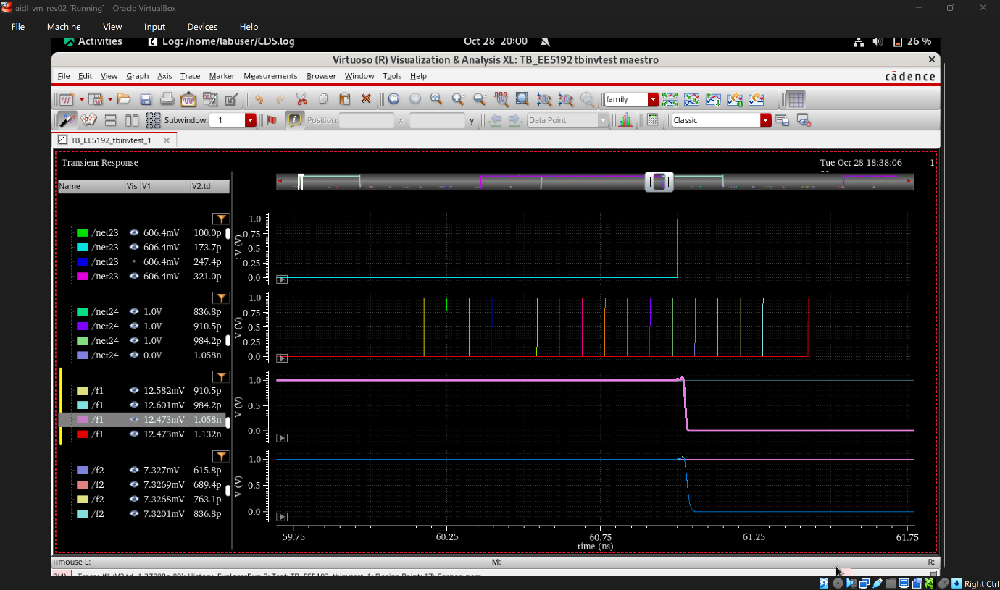 aidl_vm_rev02 [Running] - Oracle VirtualBox
File Machine View Input Devices Help
Activities Log: /home/labuser/CDS.log Oct 28 20:00 26 %
Virtuoso (R) Visualization & Analysis XL: TB_EE5192 tbinvtest maestro
File Edit View Graph Axis Trace Marker Measurements Browser Window Tools Help
cādence
family
Subwindow: 1 Position: x y Data Point Classic
TB_EE5192_tbinvtest_1
Transient Response Tue Oct 28 18:38:06 1
Name Vis V1 V2.td
/net23 606.4mV 100.0p
/net23 606.4mV 173.7p
/net23 606.4mV 247.4p
/net23 606.4mV 321.0p
V (V)
1.0
0.75
0.5
0.25
0.0
/net24 1.0V 836.8p
/net24 1.0V 910.5p
/net24 1.0V 984.2p
/net24 0.0V 1.058n
V (V)
1.0
0.75
0.5
0.25
0.0
/f1 12.582mV 910.5p
/f1 12.601mV 984.2p
/f1 12.473mV 1.058n
/f1 12.473mV 1.132n
V (V)
1.0
0.5
0.0
/f2 7.327mV 615.8p
/f2 7.3269mV 689.4p
/f2 7.3268mV 763.1p
/f2 7.3201mV 836.8p
V (V)
1.0
0.5
0.0
59.75 60.25 60.75 61.25 61.75
time (ns)
mouse L: M: R:
Right Ctrl